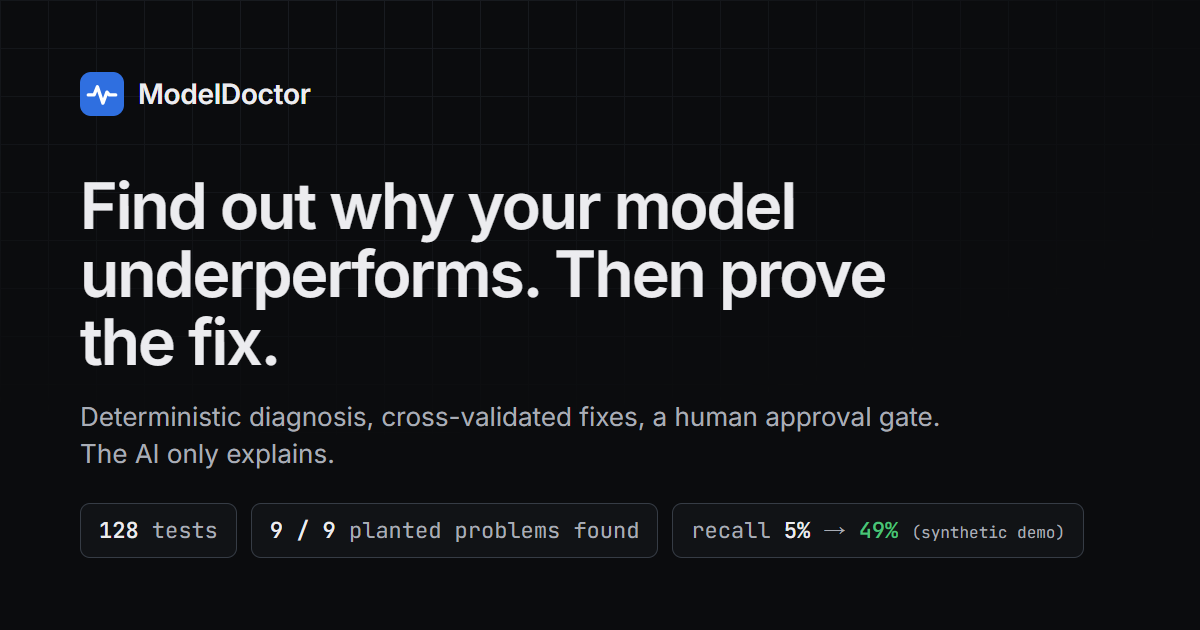 ModelDoctor
Find out why your model
underperforms. Then prove
the fix.
Deterministic diagnosis, cross-validated fixes, a human approval gate.
The AI only explains.
128 tests
9 / 9 planted problems found
recall 5% → 49% (synthetic demo)